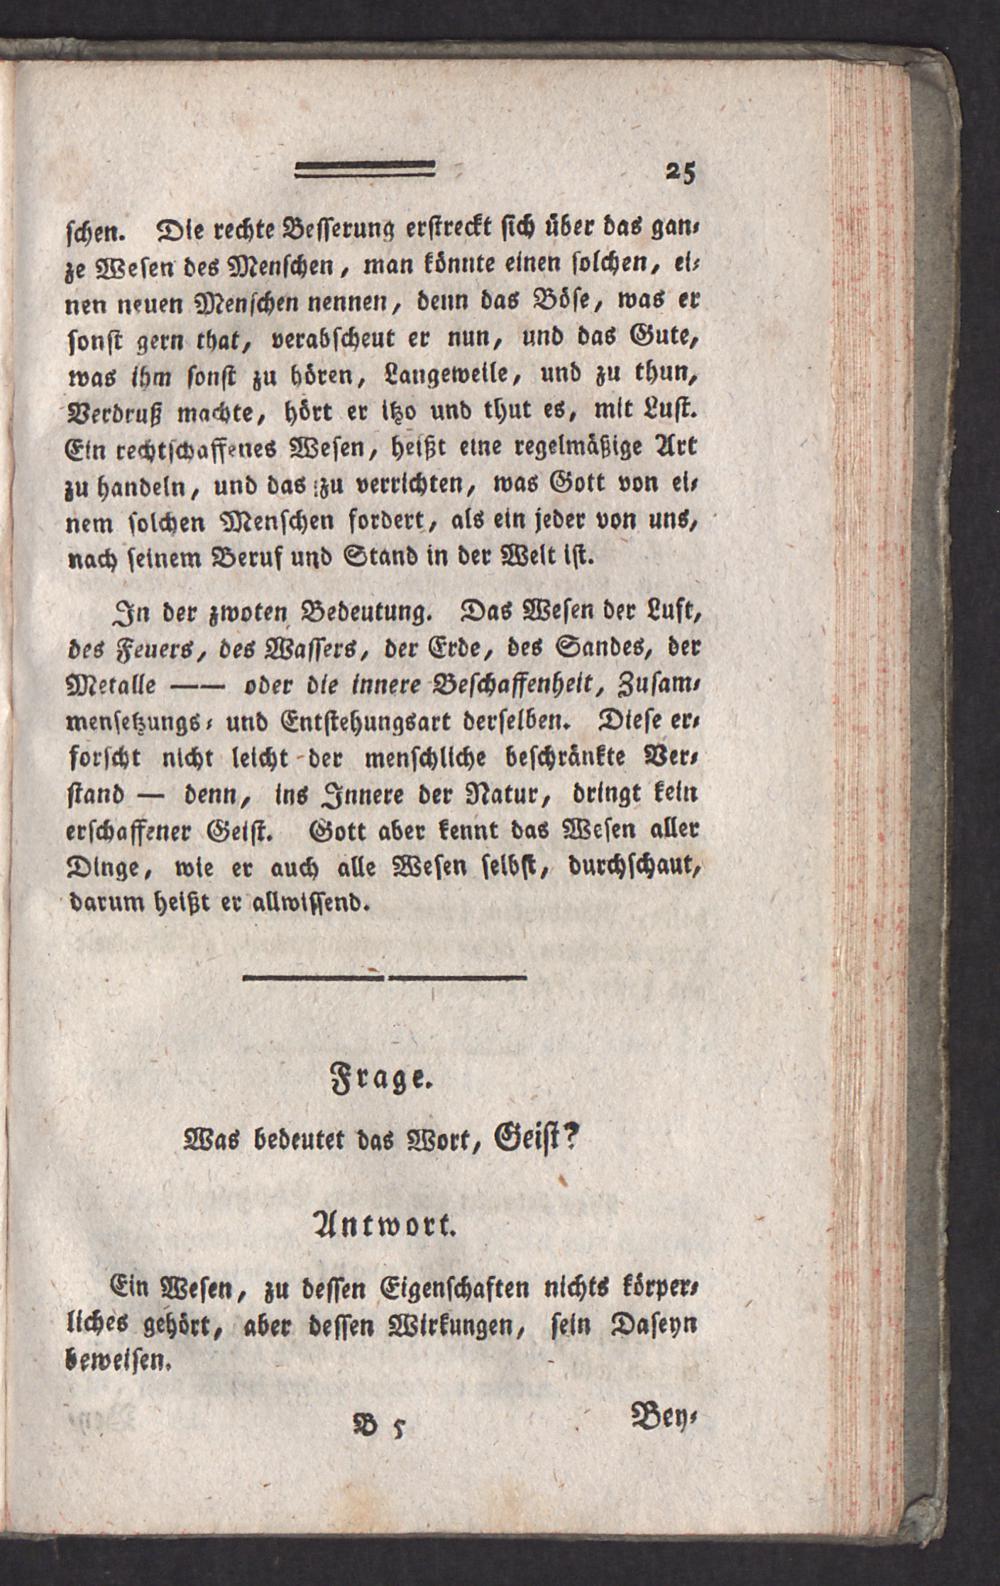 25
schen. Die rechte Besserung erstreckt sich über das gan-
ze Wesen des Menschen, man könnte einen solchen, ei-
nen neuen Menschen nennen, denn das Böse, was er
sonst gern that, verabscheut er nun, und das Gute,
was ihm sonst zu hören, Langeweile, und zu thun,
Verdruß machte, hört er itzo und thut es, mit Lust.
Ein rechtschaffenes Wesen, heißt eine regelmäßige Art
zu handeln, und das zu verrichten, was Gott von ei-
nem solchen Menschen fordert, als ein jeder von uns,
nach seinem Beruf und Stand in der Welt ist.
In der zwoten Bedeutung. Das Wesen der Luft,
des Feuers, des Wassers, der Erde, des Sandes, der
Metalle —— oder die innere Beschaffenheit, Zusam-
mensetzungs- und Entstehungsart derselben. Diese er-
forscht nicht leicht der menschliche beschränkte Ver-
stand — denn, ins Innere der Natur, dringt kein
erschaffener Geist. Gott aber kennt das Wesen aller
Dinge, wie er auch alle Wesen selbst, durchschaut,
darum heißt er allwissend.
Frage.
Was bedeutet das Wort, Geist?
Antwort.
Ein Wesen, zu dessen Eigenschaften nichts körper-
liches gehört, aber dessen Wirkungen, sein Daseyn
beweisen.
B 5
Bey-